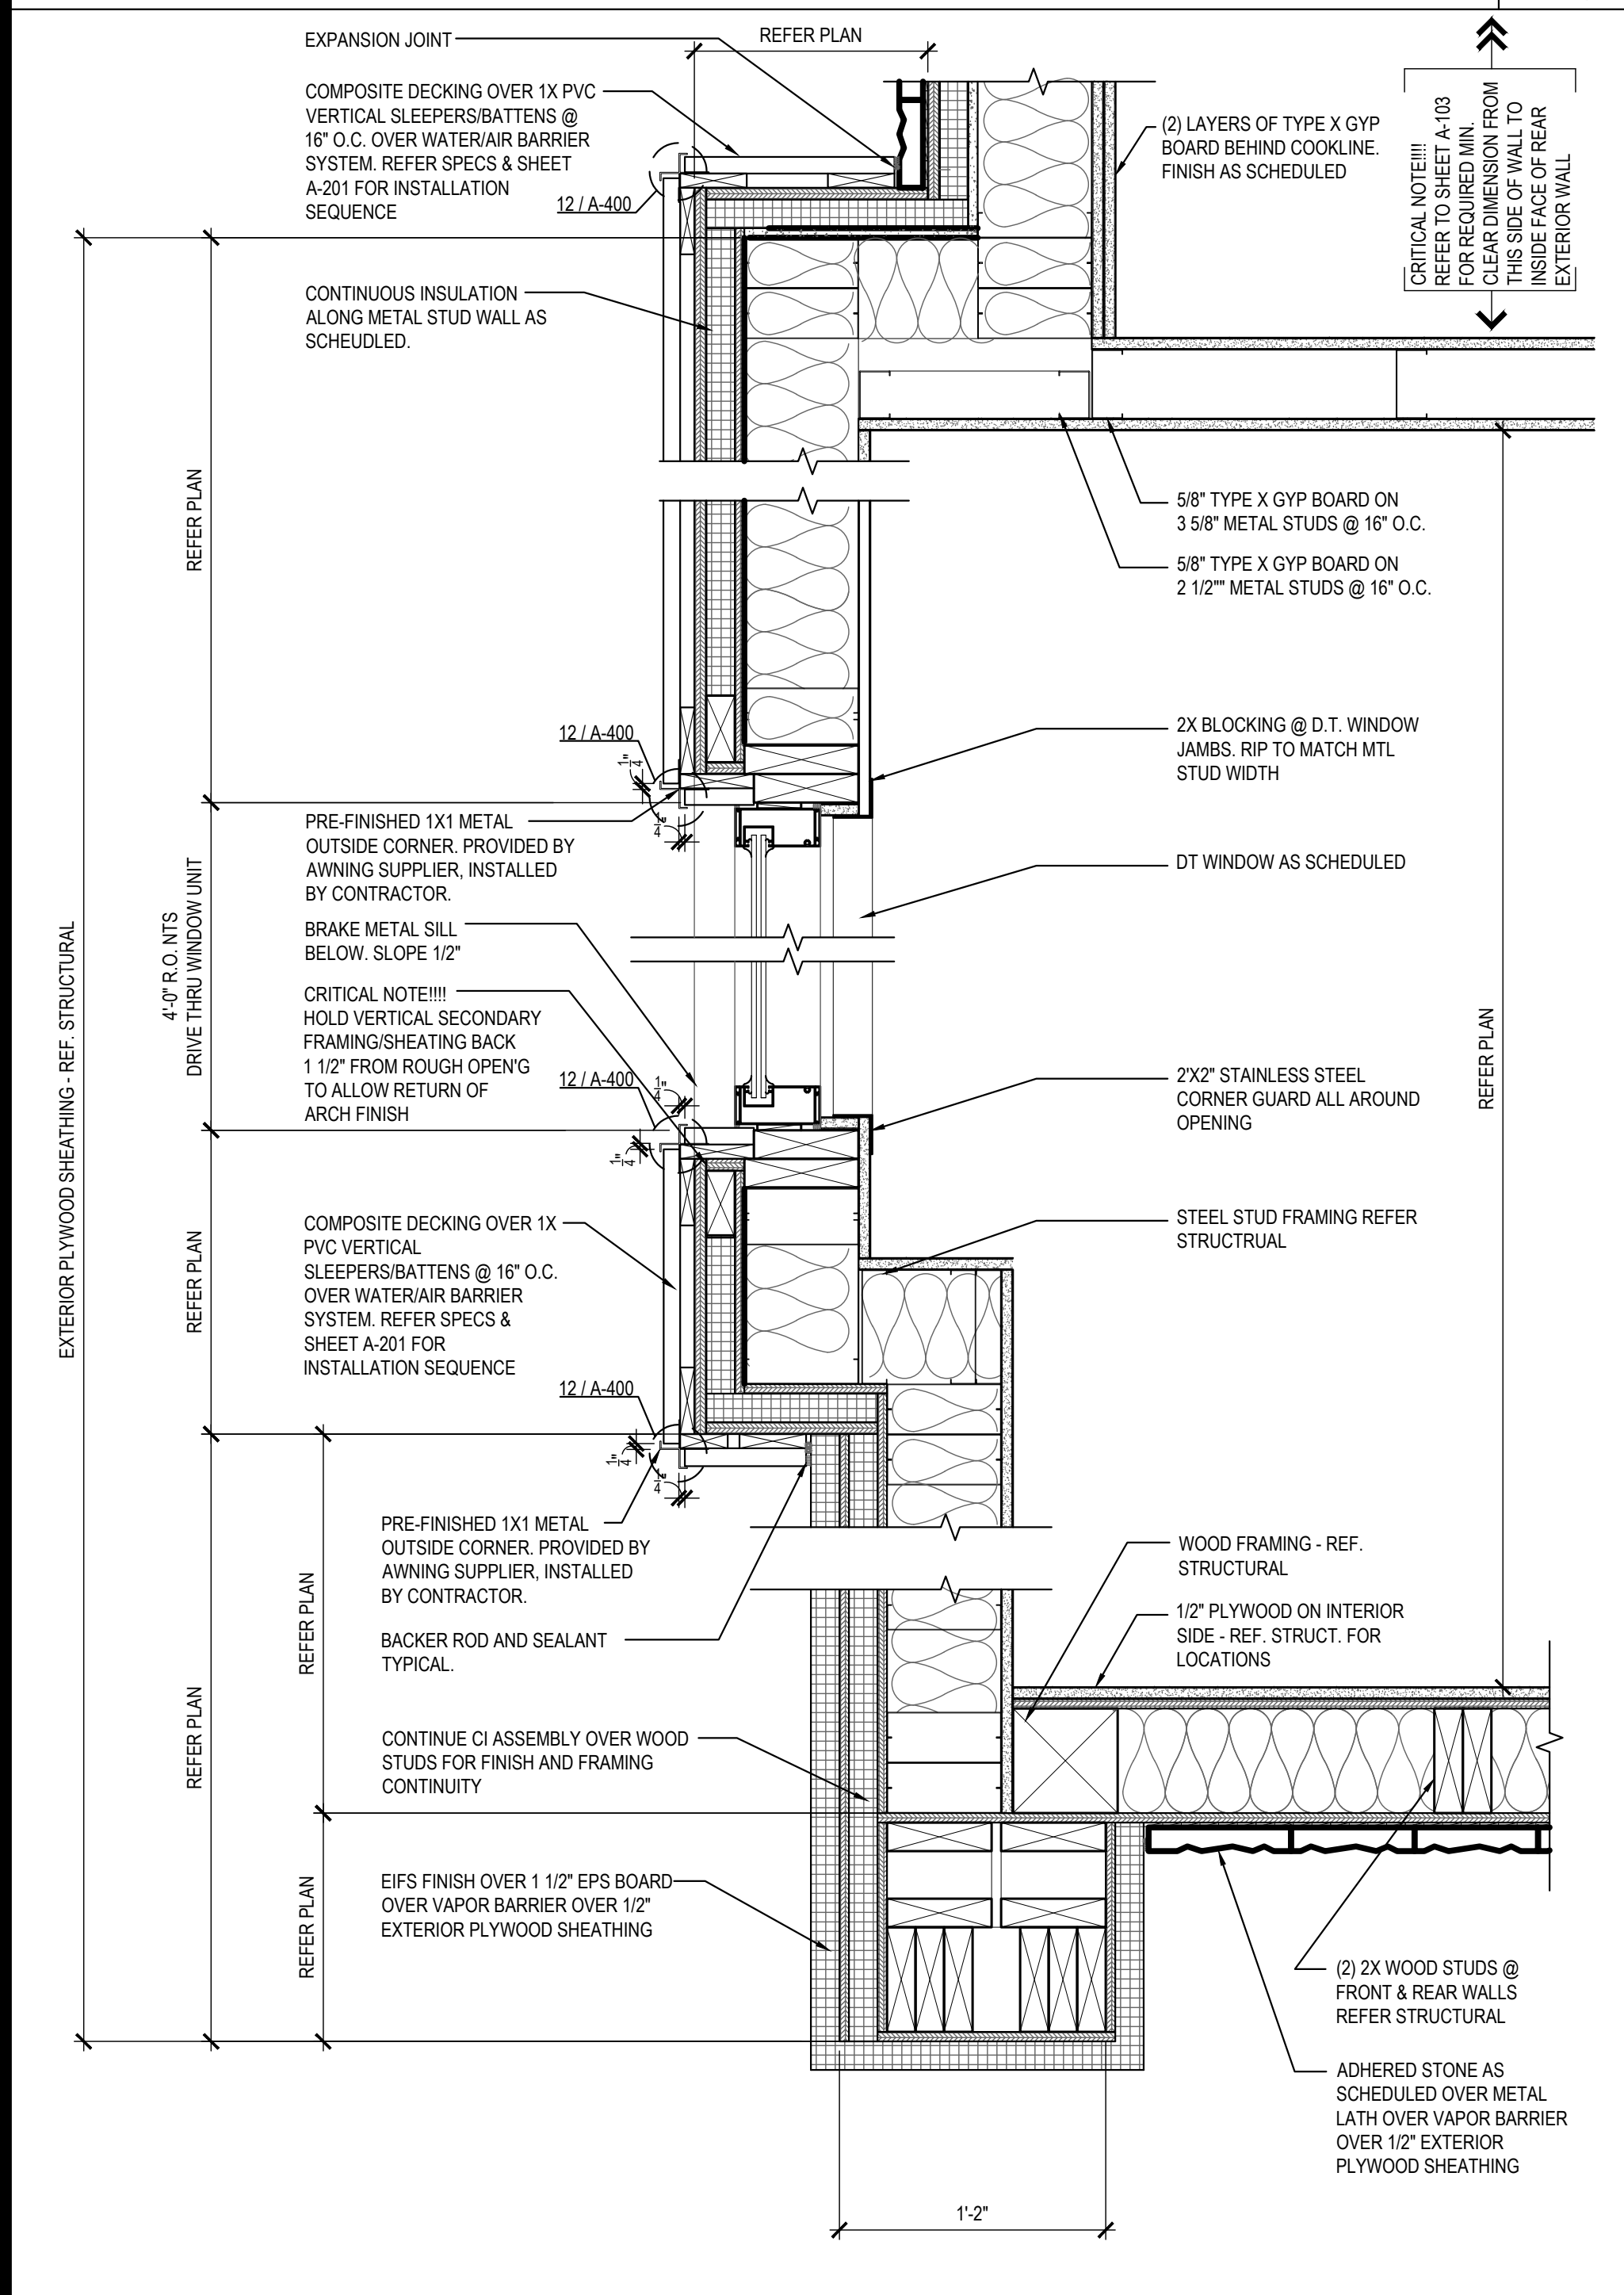 EXPANSION JOINT
REFER PLAN
COMPOSITE DECKING OVER 1X PVC
VERTICAL SLEEPERS/BATTENS @
16" O.C. OVER WATER/AIR BARRIER
SYSTEM. REFER SPECS & SHEET
A-201 FOR INSTALLATION
SEQUENCE
12 / A-400
(2) LAYERS OF TYPE X GYP
BOARD BEHIND COOKLINE.
FINISH AS SCHEDULED
CRITICAL NOTE!!!!
REFER TO SHEET A-103
FOR REQUIRED MIN.
CLEAR DIMENSION FROM
THIS SIDE OF WALL TO
INSIDE FACE OF REAR
EXTERIOR WALL
CONTINUOUS INSULATION
ALONG METAL STUD WALL AS
SCHEUDLED.
REFER PLAN
5/8" TYPE X GYP BOARD ON
3 5/8" METAL STUDS @ 16" O.C.
5/8" TYPE X GYP BOARD ON
2 1/2"" METAL STUDS @ 16" O.C.
12 / A-400
1/4"
1/4"
2X BLOCKING @ D.T. WINDOW
JAMBS. RIP TO MATCH MTL
STUD WIDTH
PRE-FINISHED 1X1 METAL
OUTSIDE CORNER. PROVIDED BY
AWNING SUPPLIER, INSTALLED
BY CONTRACTOR.
DT WINDOW AS SCHEDULED
4'-0" R.O. NTS
DRIVE THRU WINDOW UNIT
BRAKE METAL SILL
BELOW. SLOPE 1/2"
EXTERIOR PLYWOOD SHEATHING - REF. STRUCTURAL
CRITICAL NOTE!!!!
HOLD VERTICAL SECONDARY
FRAMING/SHEATING BACK
1 1/2" FROM ROUGH OPEN'G
TO ALLOW RETURN OF
ARCH FINISH
12 / A-400
1/4"
1/4"
REFER PLAN
2'X2" STAINLESS STEEL
CORNER GUARD ALL AROUND
OPENING
STEEL STUD FRAMING REFER
STRUCTRUAL
COMPOSITE DECKING OVER 1X
PVC VERTICAL
SLEEPERS/BATTENS @ 16" O.C.
OVER WATER/AIR BARRIER
SYSTEM. REFER SPECS &
SHEET A-201 FOR
INSTALLATION SEQUENCE
REFER PLAN
12 / A-400
1/4"
1/4"
PRE-FINISHED 1X1 METAL
OUTSIDE CORNER. PROVIDED BY
AWNING SUPPLIER, INSTALLED
BY CONTRACTOR.
WOOD FRAMING - REF.
STRUCTURAL
REFER PLAN
BACKER ROD AND SEALANT
TYPICAL.
1/2" PLYWOOD ON INTERIOR
SIDE - REF. STRUCT. FOR
LOCATIONS
REFER PLAN
CONTINUE CI ASSEMBLY OVER WOOD
STUDS FOR FINISH AND FRAMING
CONTINUITY
REFER PLAN
EIFS FINISH OVER 1 1/2" EPS BOARD
OVER VAPOR BARRIER OVER 1/2"
EXTERIOR PLYWOOD SHEATHING
(2) 2X WOOD STUDS @
FRONT & REAR WALLS
REFER STRUCTURAL
ADHERED STONE AS
SCHEDULED OVER METAL
LATH OVER VAPOR BARRIER
OVER 1/2" EXTERIOR
PLYWOOD SHEATHING
1'-2"